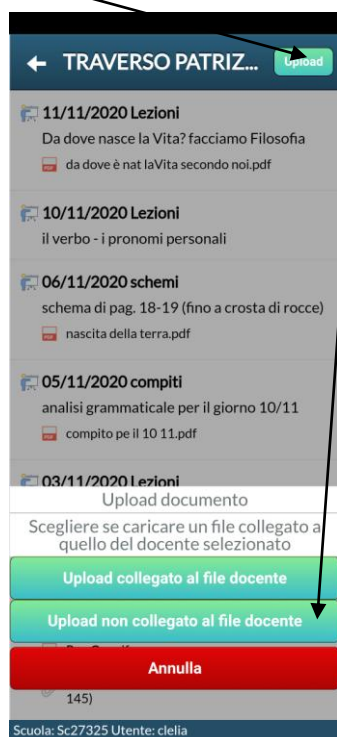 TRAVERSO PATRIZ...
Upload
11/11/2020 Lezioni
Da dove nasce la Vita? facciamo Filosofia
da dove è nat laVita secondo noi.pdf
10/11/2020 Lezioni
il verbo - i pronomi personali
06/11/2020 schemi
schema di pag. 18-19 (fino a crosta di rocce)
nascita della terra.pdf
05/11/2020 compiti
analisi grammaticale per il giorno 10/11
compito pe il 10 11.pdf
03/11/2020 Lezioni
Upload documento
Scegliere se caricare un file collegato a
quello del docente selezionato
Upload collegato al file docente
Upload non collegato al file docente
Annulla
145)
Scuola: Sc27325 Utente: clelia